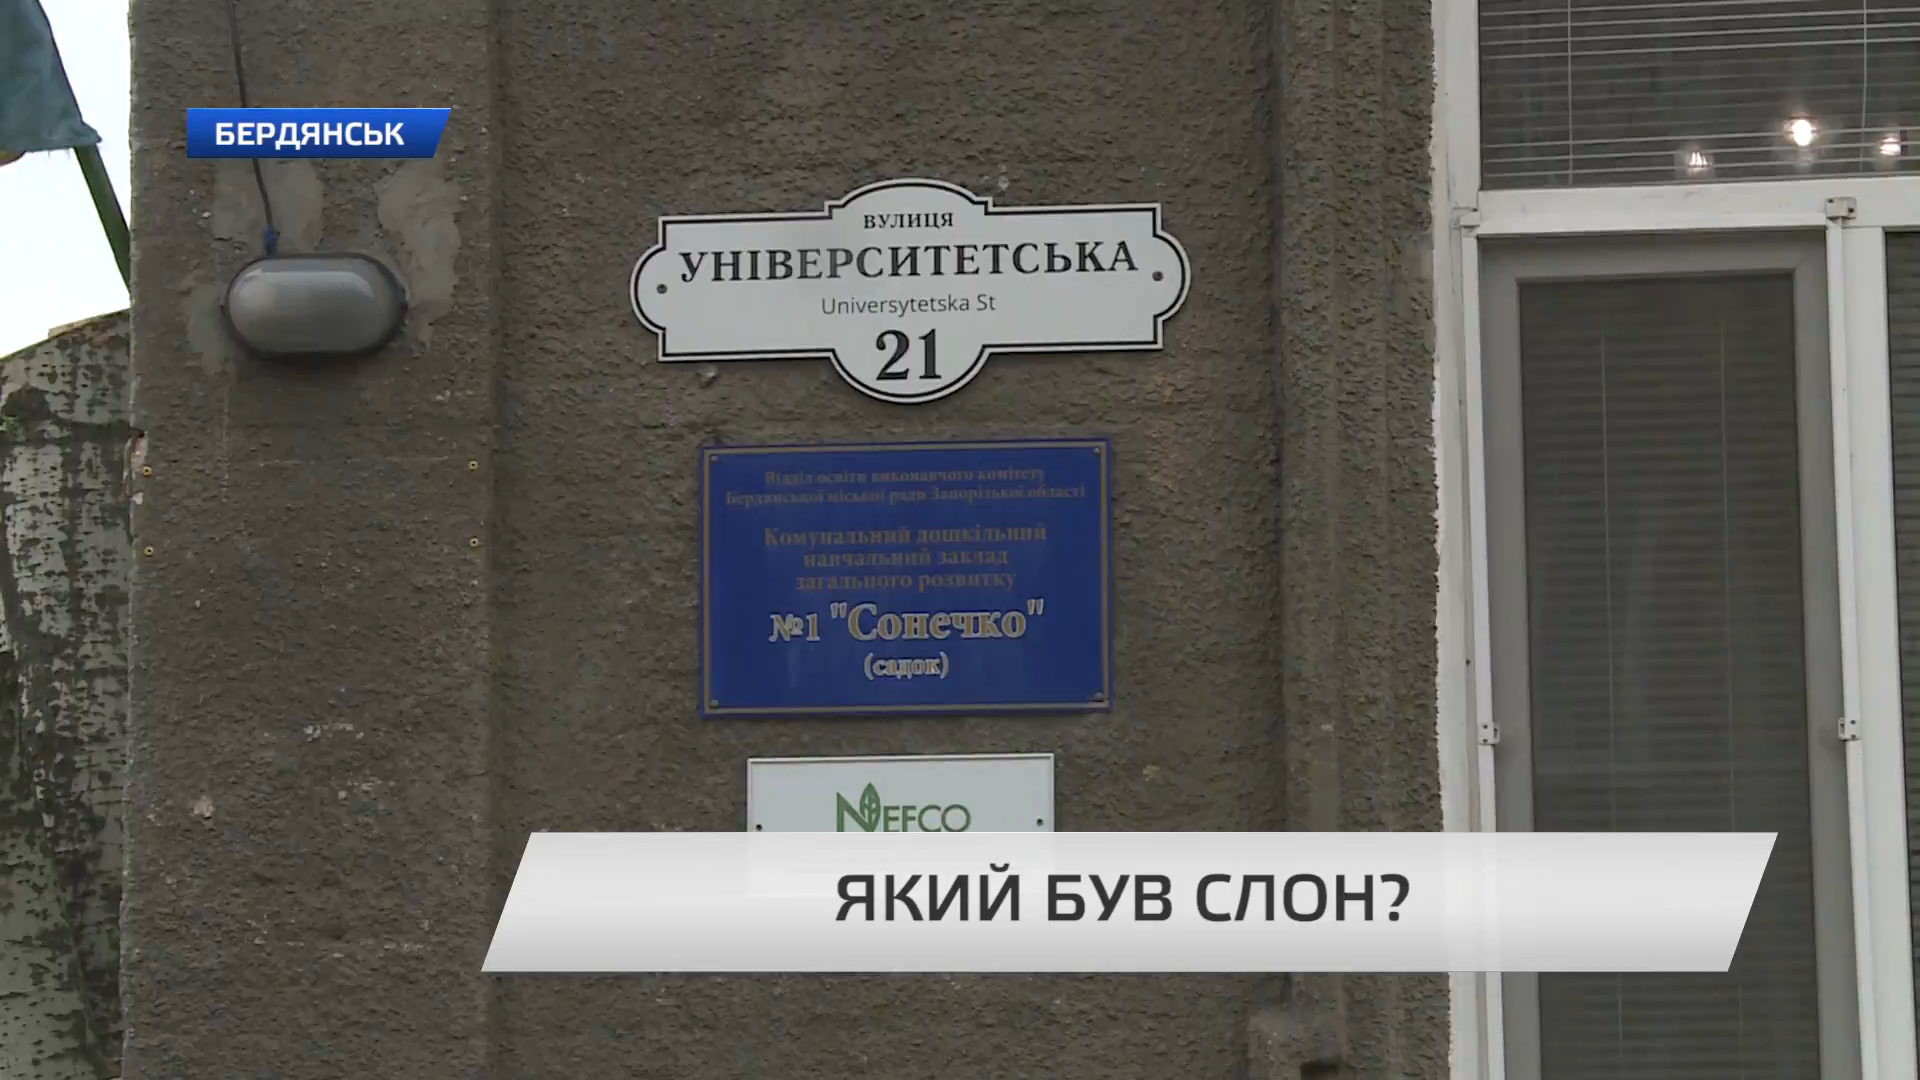 БЕРДЯНСЬК
ВУЛИЦЯ
УНІВЕРСИТЕТСЬКА
Universytetska St
21
Відділ освіти виконавчого комітету
Бердянської міської ради Запорізької області
Комунальний дошкільний
навчальний заклад
загального розвитку
№1 "Сонечко"
(садок)
NEFCO
ЯКИЙ БУВ СЛОН?